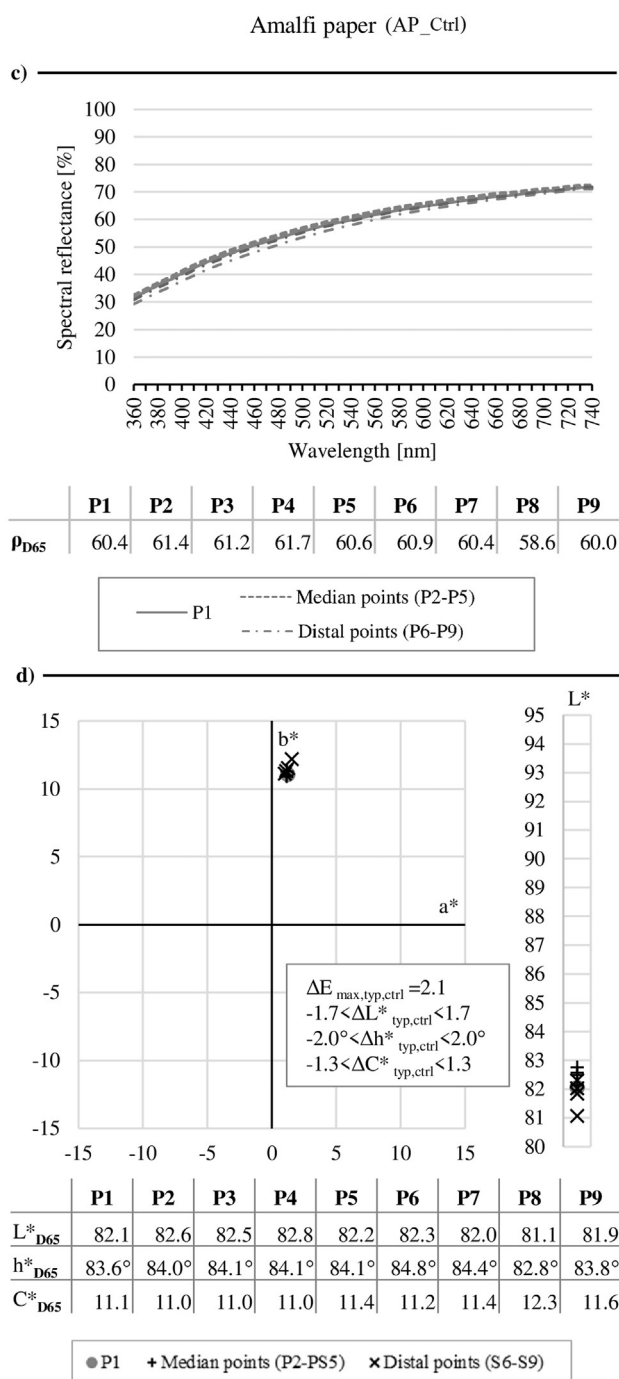 Amalfi paper (AP_Ctrl)
c)
100
90
80
70
60
50
40
30
20
10
0
Spectral reflectance [%]
360 380 400 420 440 460 480 500 520 540 560 580 600 620 640 660 680 700 720 740
Wavelength [nm]
P1 P2 P3 P4 P5 P6 P7 P8 P9
ρD65 60.4 61.4 61.2 61.7 60.6 60.9 60.4 58.6 60.0
P1
Median points (P2-P5)
Distal points (P6-P9)
d)
L*
15
10
5
0
-5
-10
-15
b*
a*
-15 -10 -5 0 5 10 15
ΔE max,typ,ctrl =2.1
-1.7<ΔL* typ,ctrl<1.7
-2.0°<Δh* typ,ctrl<2.0°
-1.3<ΔC* typ,ctrl<1.3
95
94
93
92
91
90
89
88
87
86
85
84
83
82
81
80
P1 P2 P3 P4 P5 P6 P7 P8 P9
L*D65 82.1 82.6 82.5 82.8 82.2 82.3 82.0 81.1 81.9
h*D65 83.6° 84.0° 84.1° 84.1° 84.1° 84.8° 84.4° 82.8° 83.8°
C*D65 11.1 11.0 11.0 11.0 11.4 11.2 11.4 12.3 11.6
P1 Median points (P2-PS5) Distal points (S6-S9)